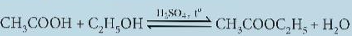 CH₃COOH + C₂H₅OH ⇌ CH₃COOC₂H₅ + H₂O
H₂SO₄, t°